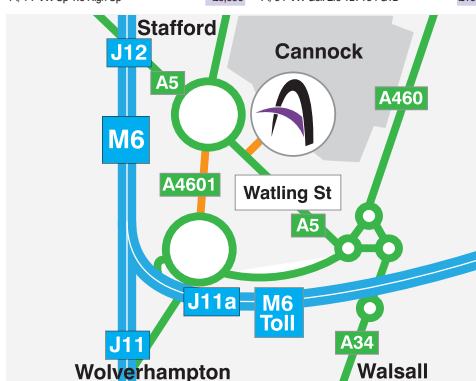 Stafford
J12
Cannock
A5
A460
M6
A4601
Watling St
A5
J11a
M6
Toll
J11
A34
Wolverhampton
Walsall